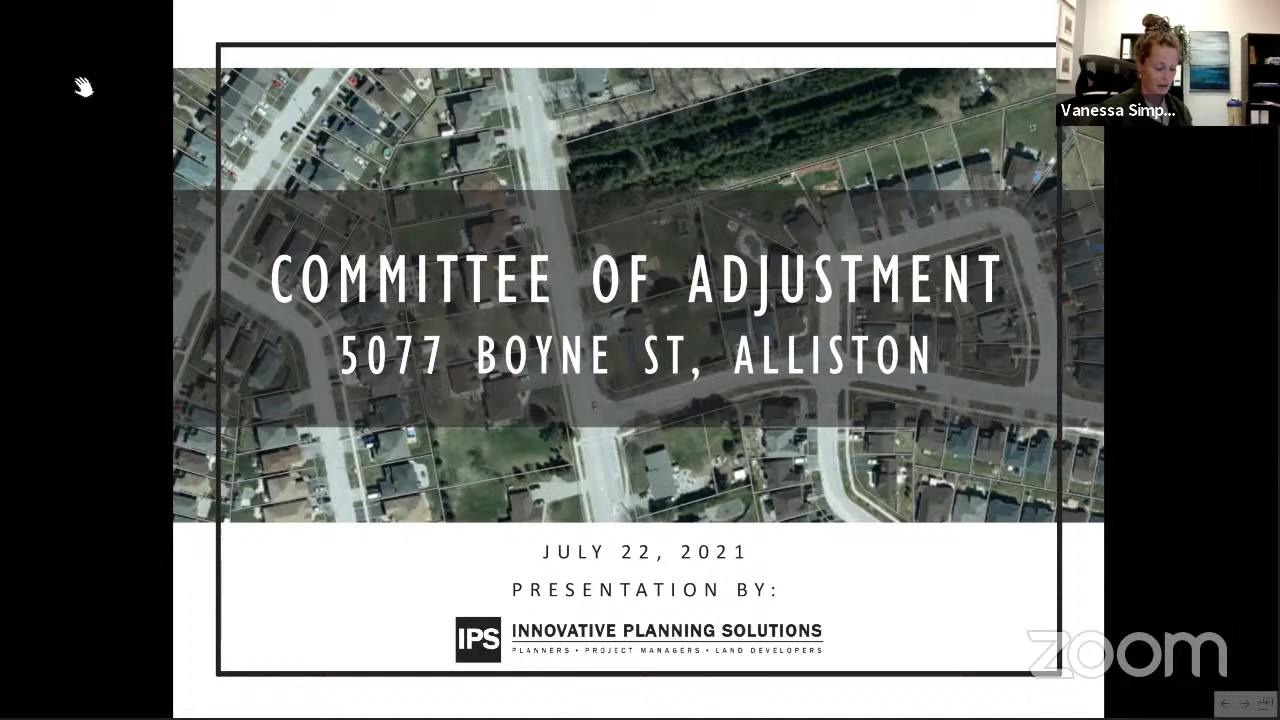 Vanessa Simp...
COMMITTEE OF ADJUSTMENT
5077 BOYNE ST, ALLISTON
JULY 22, 2021
PRESENTATION BY:
IPS INNOVATIVE PLANNING SOLUTIONS
PLANNERS • PROJECT MANAGERS • LAND DEVELOPERS
zoom